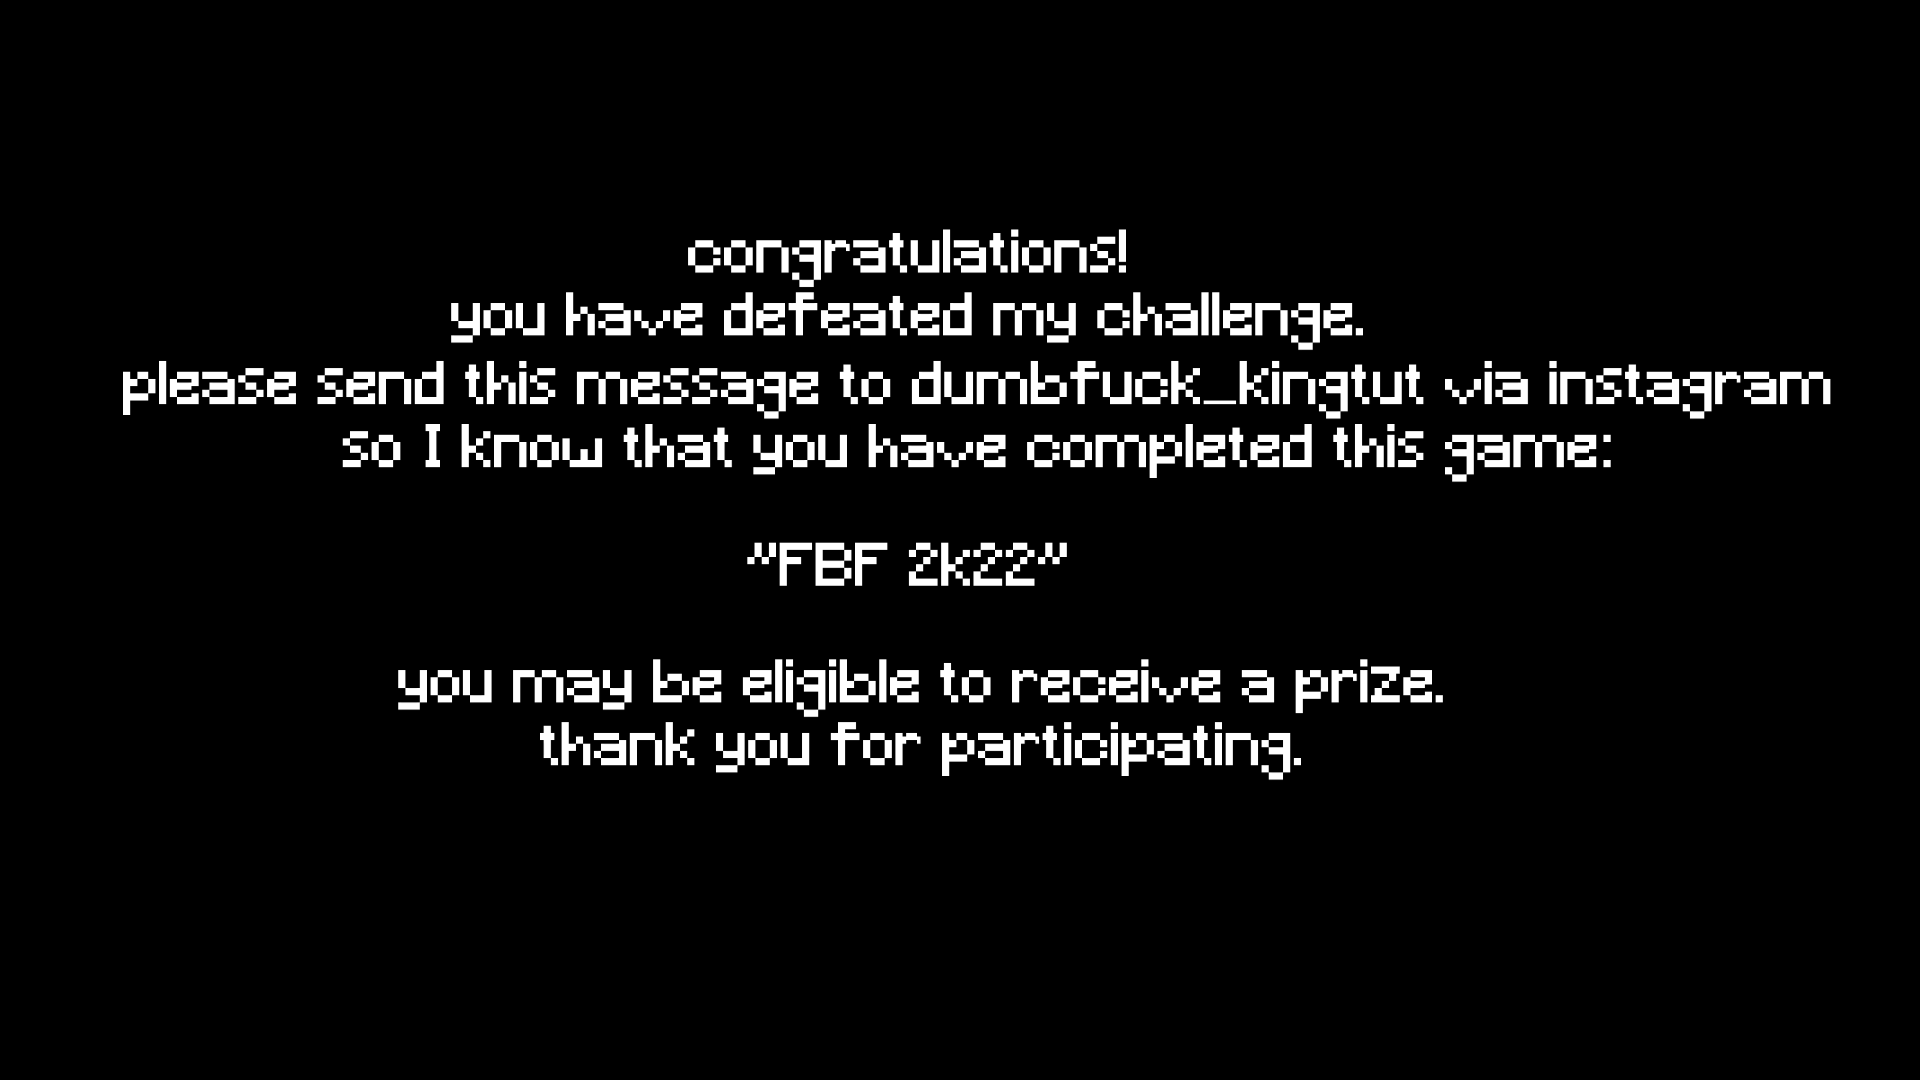 congratulations!
you have defeated my challenge.
please send this message to dumbfuck_kingtut via instagram
so I know that you have completed this game:
"FBF 2k22"
you may be eligible to receive a prize.
thank you for participating.